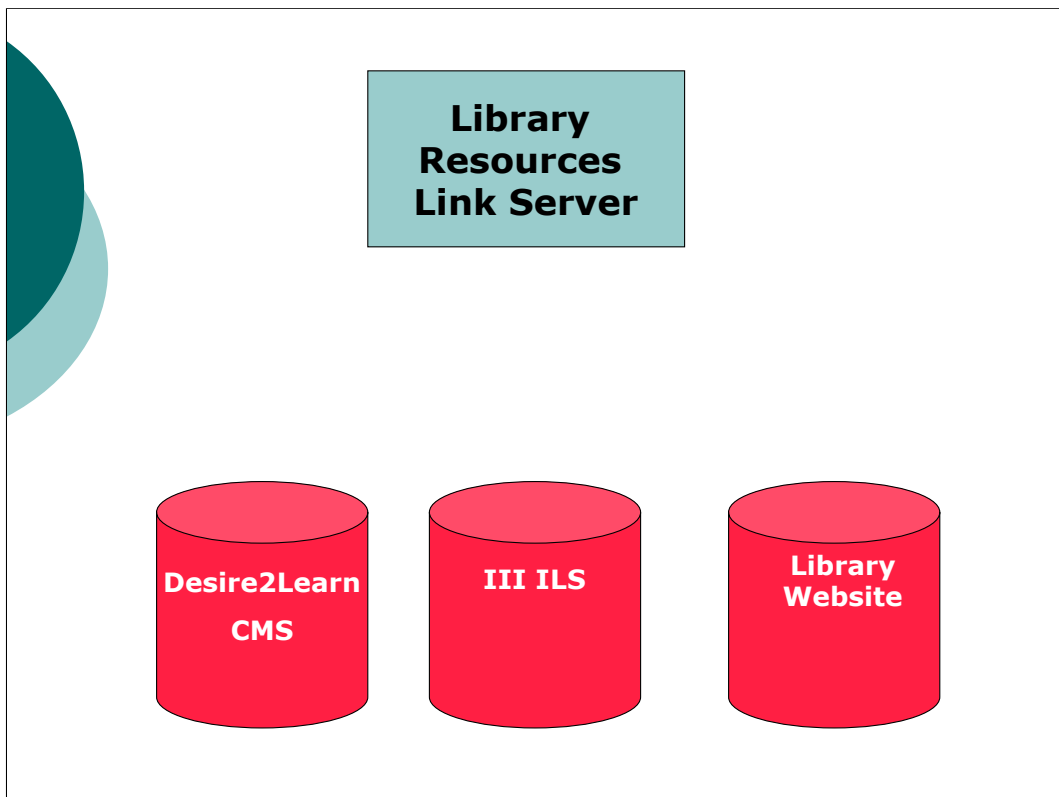 Library
Resources
Link Server
Desire2Learn
CMS
III ILS
Library
Website